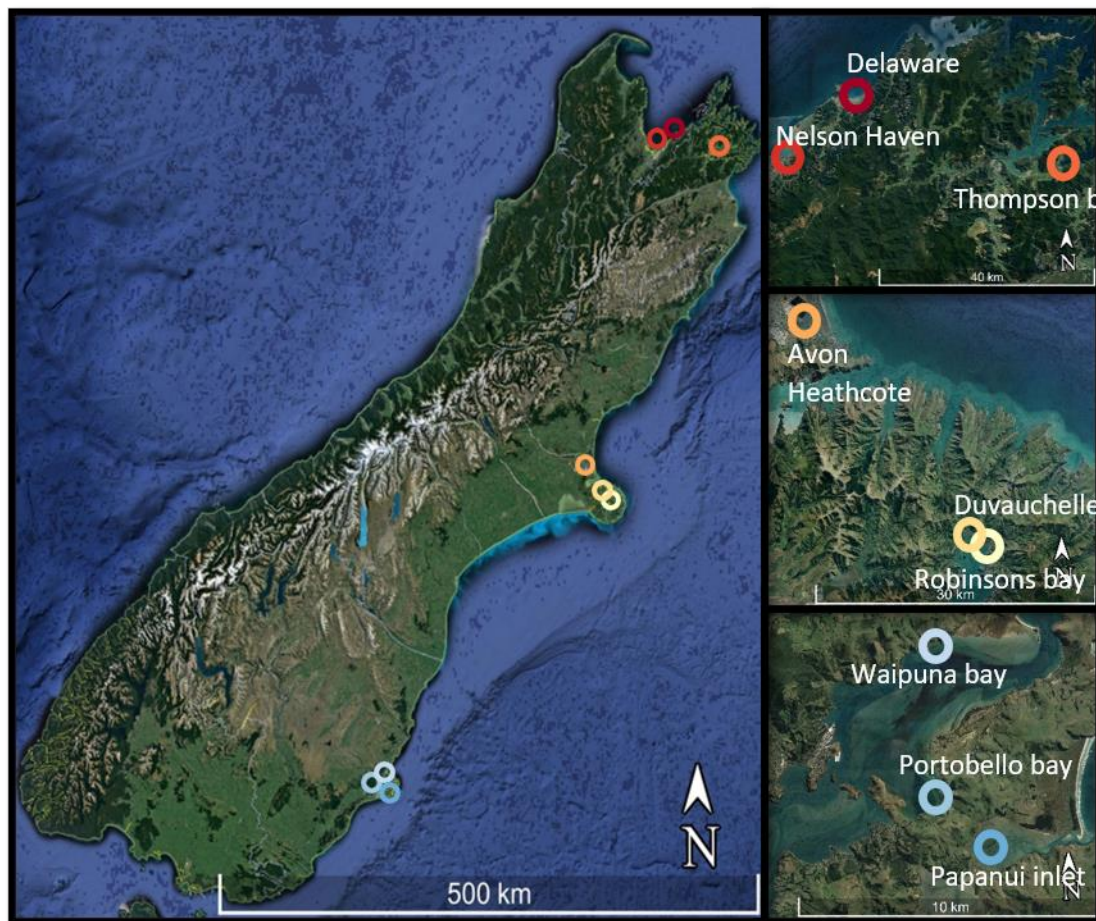 N
500 km
Delaware
Nelson Haven
Thompson b
N
40 km
Avon
Heathcote
Duvauchelle
N
Robinsons bay
30 km
Waipuna bay
Portobello bay
Papanui inlet
N
10 km